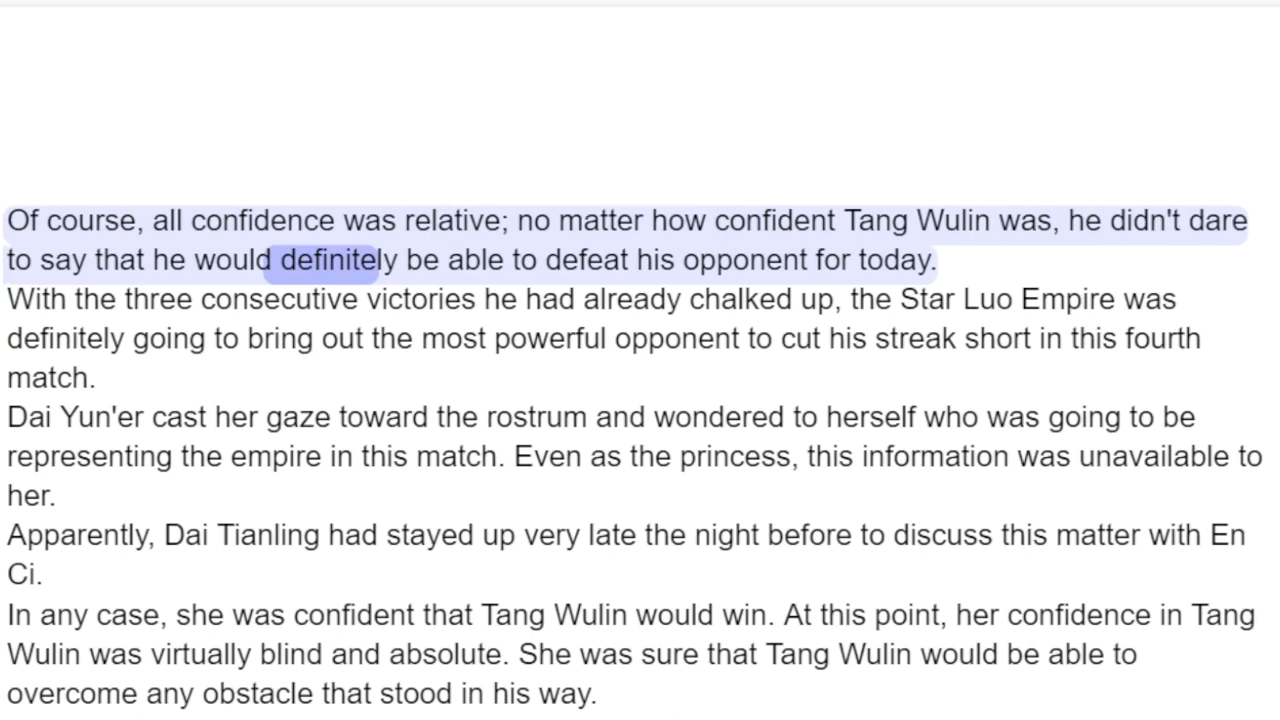 Of course, all confidence was relative; no matter how confident Tang Wulin was, he didn't dare
to say that he would definitely be able to defeat his opponent for today.
With the three consecutive victories he had already chalked up, the Star Luo Empire was
definitely going to bring out the most powerful opponent to cut his streak short in this fourth
match.
Dai Yun'er cast her gaze toward the rostrum and wondered to herself who was going to be
representing the empire in this match. Even as the princess, this information was unavailable to
her.
Apparently, Dai Tianling had stayed up very late the night before to discuss this matter with En
Ci.
In any case, she was confident that Tang Wulin would win. At this point, her confidence in Tang
Wulin was virtually blind and absolute. She was sure that Tang Wulin would be able to
overcome any obstacle that stood in his way.